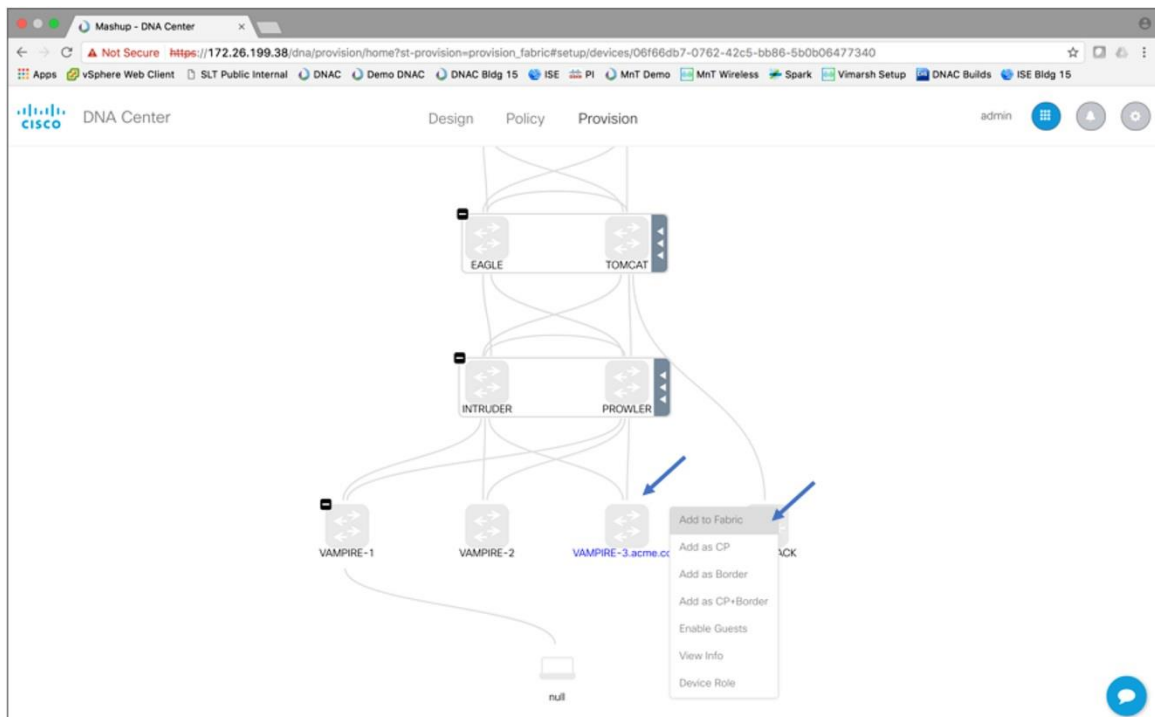 Mashup - DNA Center
Not Secure https://172.26.199.38/dna/provision/home?st-provision=provision_fabric#setup/devices/06f66db7-0762-42c5-bb86-5b0b06477340
Apps vSphere Web Client SLT Public Internal DNAC Demo DNAC DNAC Bldg 15 ISE PI MnT Demo MnT Wireless Spark Vimarsh Setup DNAC Builds ISE Bldg 15
CISCO DNA Center Design Policy Provision admin
EAGLE TOMCAT
INTRUDER PROWLER
VAMPIRE-1 VAMPIRE-2 VAMPIRE-3.acme.cc ACK
Add to Fabric
Add as CP
Add as Border
Add as CP+Border
Enable Guests
View Info
Device Role
null